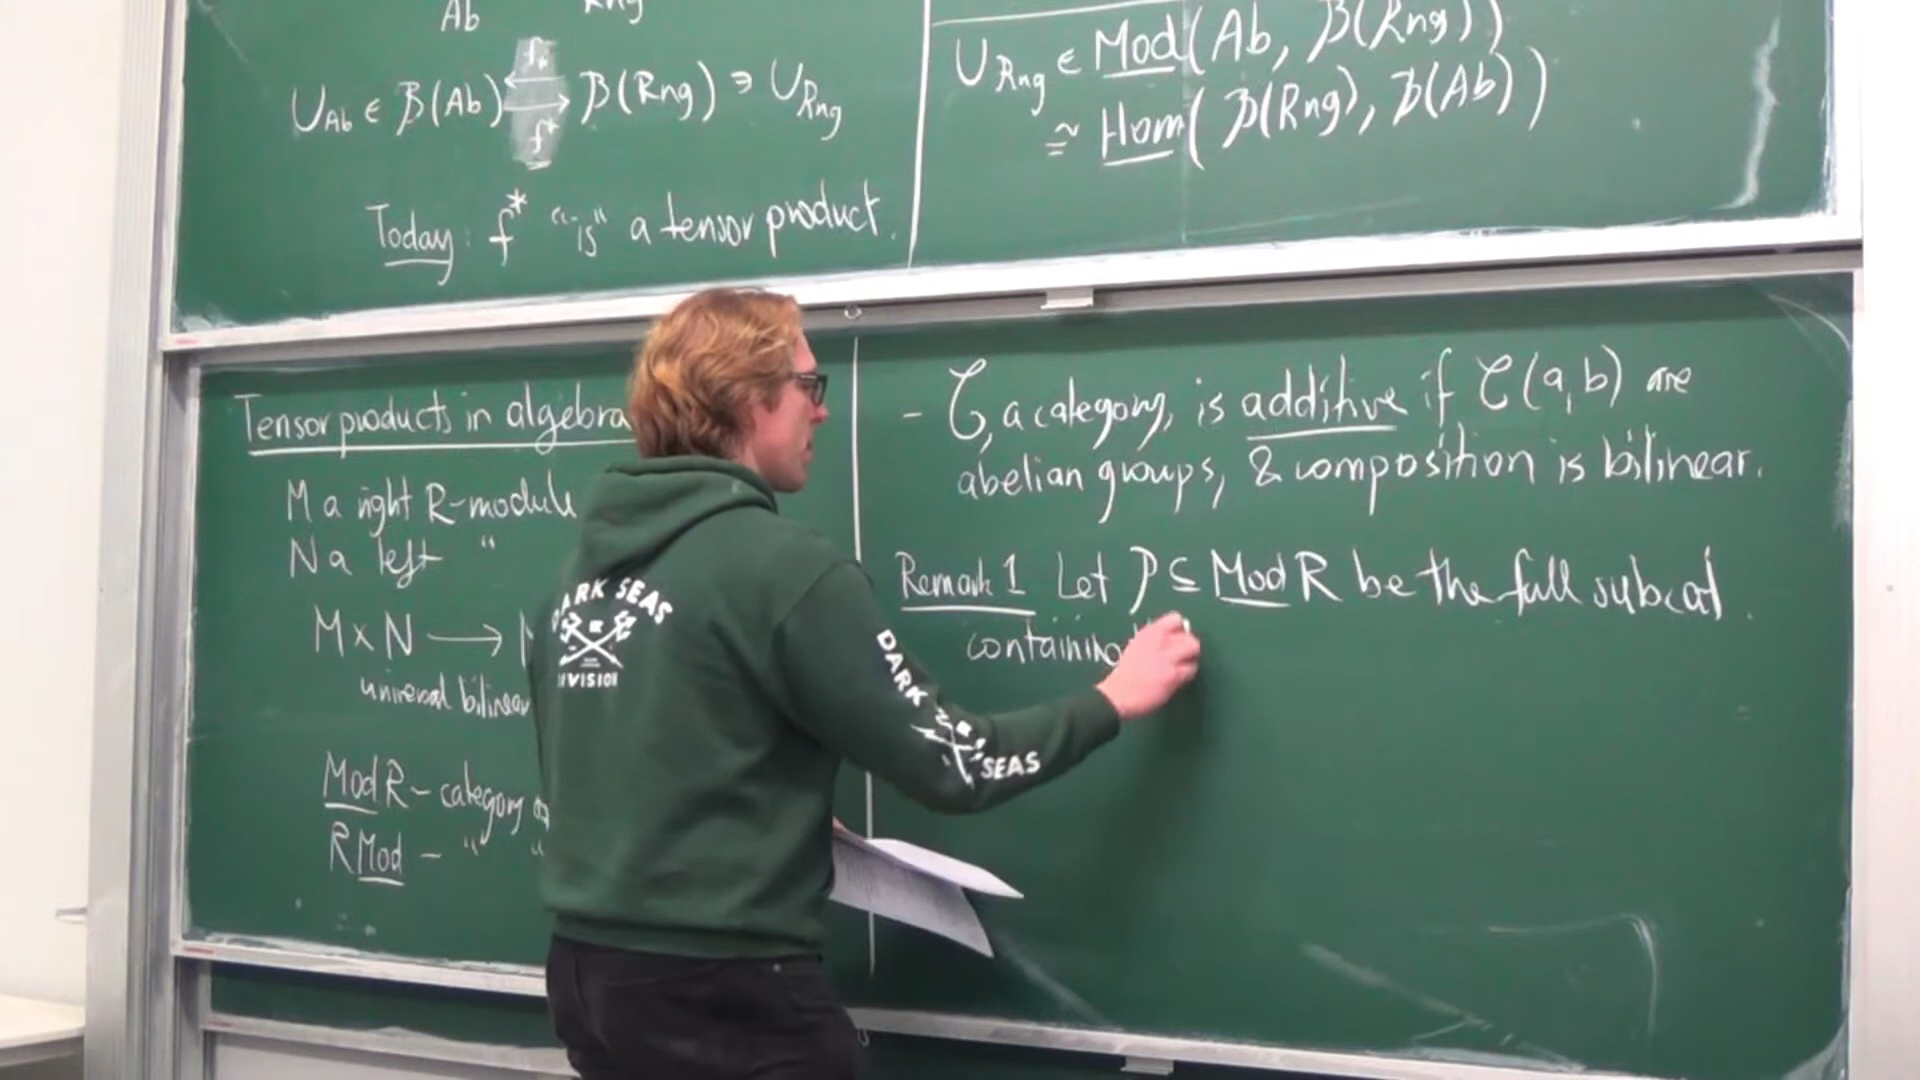 Ab Rng
U_Ab ∈ B(Ab) ⇄ B(Rng) ∋ U_Rng
f_*
f^*
Today: f^* "is" a tensor product.
U_Rng ∈ Mod(Ab, B(Rng))
≅ Hom(B(Rng), B(Ab))
Tensor products in algebra
M a right R-module
N a left "
M × N ⟶
universal bilinear
Mod R – category
R Mod – " "
- C, a category, is additive if C(a,b) are
abelian groups, & composition is bilinear.
Remark 1 Let P ⊆ Mod R be the full subcat
containing
DARK SEAS
DIVISION
DARK SEAS